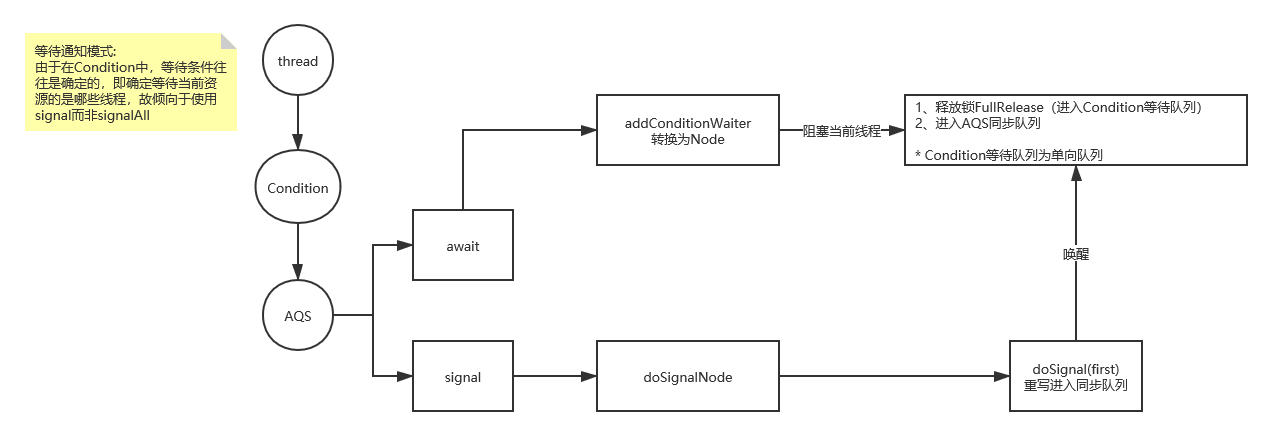 等待通知模式:
由于在Condition中，等待条件往
往是确定的，即确定等待当前资
源的是哪些线程，故倾向于使用
signal而非signalAll
thread
Condition
AQS
await
addConditionWaiter
转换为Node
阻塞当前线程
1、释放锁FullRelease（进入Condition等待队列）
2、进入AQS同步队列
* Condition等待队列为单向队列
唤醒
signal
doSignalNode
doSignal(first)
重写进入同步队列